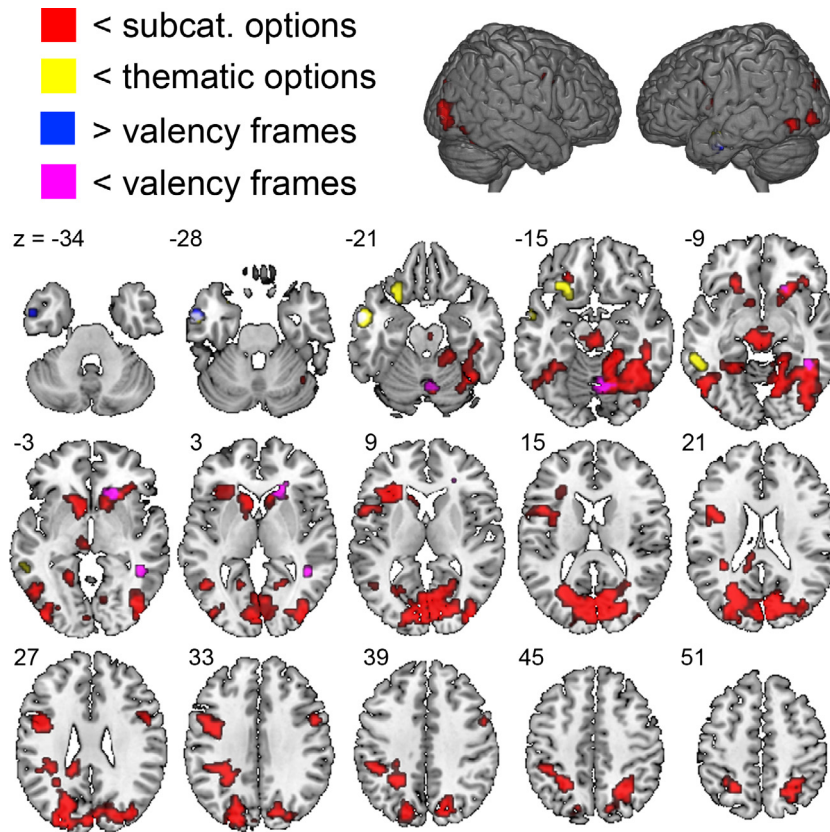 < subcat. options
< thematic options
> valency frames
< valency frames
z = -34 -28 -21 -15 -9
-3 3 9 15 21
27 33 39 45 51